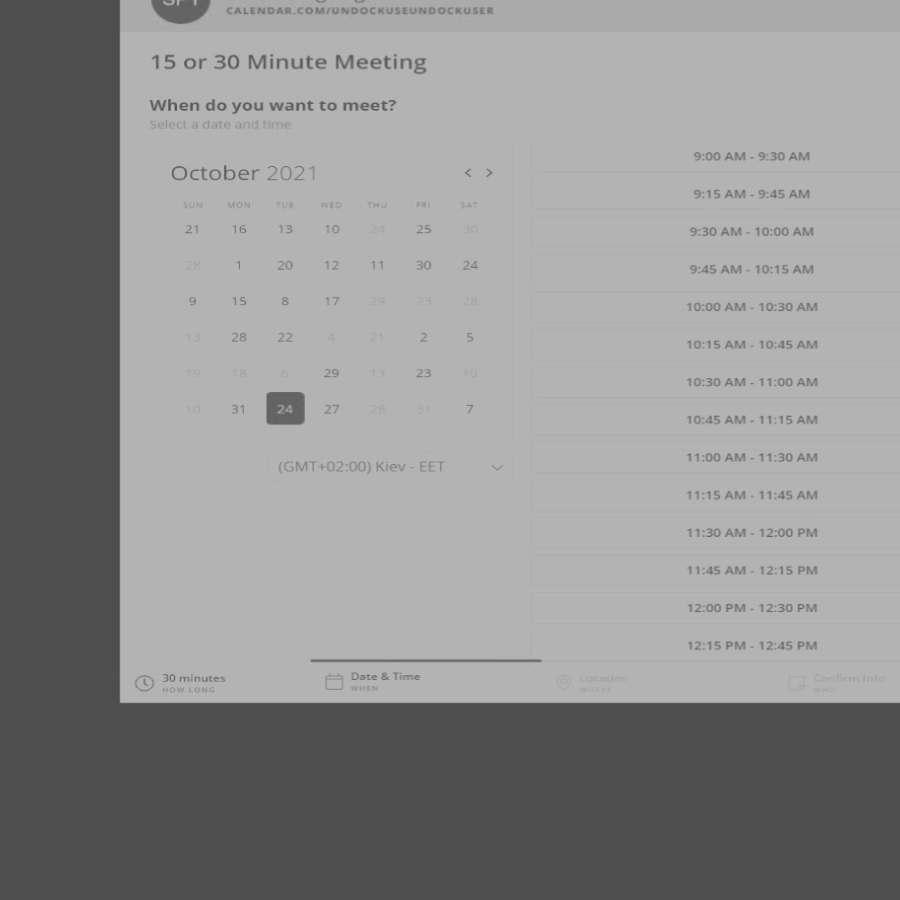 CALENDAR.COM/UNDOCKUSEUNDOCKUSER
15 or 30 Minute Meeting
When do you want to meet?
Select a date and time
October 2021
SUN MON TUE WED THU FRI SAT
21 16 13 10 24 25 30
28 1 20 12 11 30 24
9 15 8 17 29 23 28
13 28 22 4 21 2 5
19 18 6 29 13 23 10
10 31 24 27 28 31 7
(GMT+02:00) Kiev - EET
9:00 AM - 9:30 AM
9:15 AM - 9:45 AM
9:30 AM - 10:00 AM
9:45 AM - 10:15 AM
10:00 AM - 10:30 AM
10:15 AM - 10:45 AM
10:30 AM - 11:00 AM
10:45 AM - 11:15 AM
11:00 AM - 11:30 AM
11:15 AM - 11:45 AM
11:30 AM - 12:00 PM
11:45 AM - 12:15 PM
12:00 PM - 12:30 PM
12:15 PM - 12:45 PM
30 minutes
HOW LONG
Date & Time
WHEN
Location
WHERE
Confirm Info
WHO